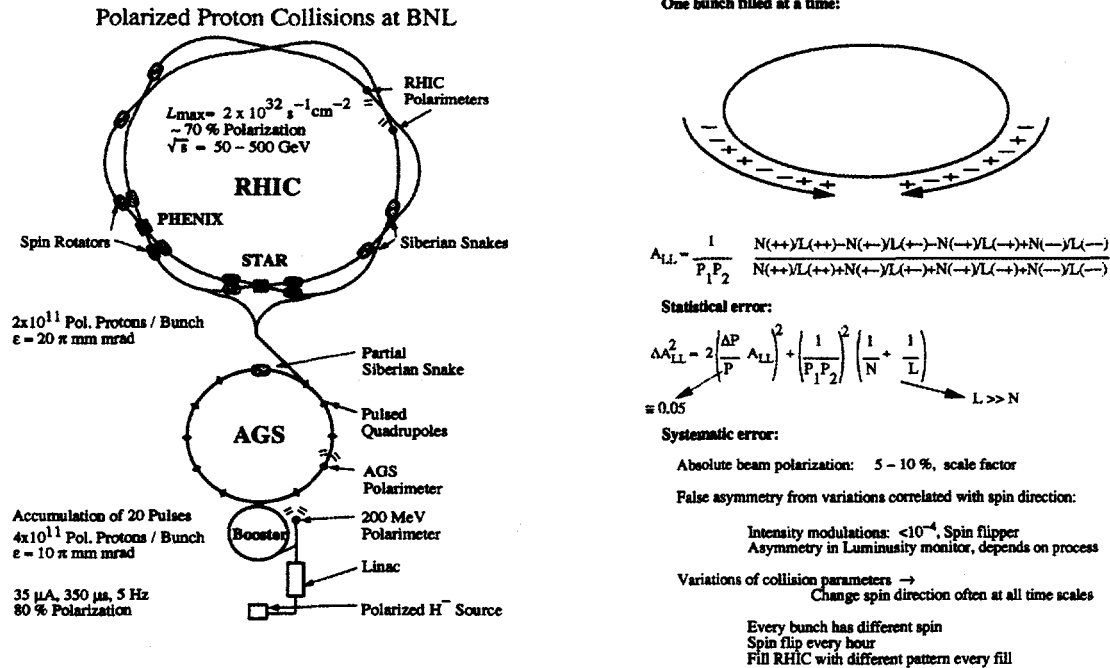 Polarized Proton Collisions at BNL
RHIC
Polarimeters
Lmax= 2 x 10^32 s^-1 cm^-2
~ 70 % Polarization
√s = 50 – 500 GeV
RHIC
PHENIX
Spin Rotators
Siberian Snakes
STAR
2x10^11 Pol. Protons / Bunch
ε = 20 π mm mrad
Partial
Siberian Snake
Pulsed
Quadrupoles
AGS
AGS
Polarimeter
Accumulation of 20 Pulses
4x10^11 Pol. Protons / Bunch
ε = 10 π mm mrad
Booster
200 MeV
Polarimeter
Linac
35 μA, 350 μs, 5 Hz
80 % Polarization
Polarized H^- Source
One bunch filled at a time:
– + – + – + – +
+ – + + – – + + – –
A_LL = 1/(P_1P_2) (N(++)/L(++)–N(+–)/L(+–)–N(–+)/L(–+)+N(––)/L(––))/(N(++)/L(++)+N(+–)/L(+–)+N(–+)/L(–+)+N(––)/L(––))
Statistical error:
ΔA_LL^2 = 2(ΔP/P A_LL)^2 + (1/(P_1P_2))^2 (1/N + 1/L)
≅ 0.05
L >> N
Systematic error:
Absolute beam polarization: 5 – 10 %, scale factor
False asymmetry from variations correlated with spin direction:
Intensity modulations: <10^-4, Spin flipper
Asymmetry in Luminusity monitor, depends on process
Variations of collision parameters →
Change spin direction often at all time scales
Every bunch has different spin
Spin flip every hour
Fill RHIC with different pattern every fill